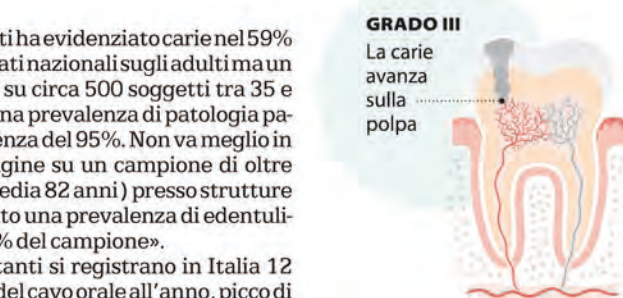 ti ha evidenziato carie nel 59%
ati nazionali sugli adulti ma un
su circa 500 soggetti tra 35 e
na prevalenza di patologia pa-
enza del 95%. Non va meglio in
gine su un campione di oltre
edia 82 anni) presso strutture
to una prevalenza di edentuli-
% del campione».
tanti si registrano in Italia 12
del cavo orale all'anno, picco di
GRADO III
La carie
avanza
sulla
polpa